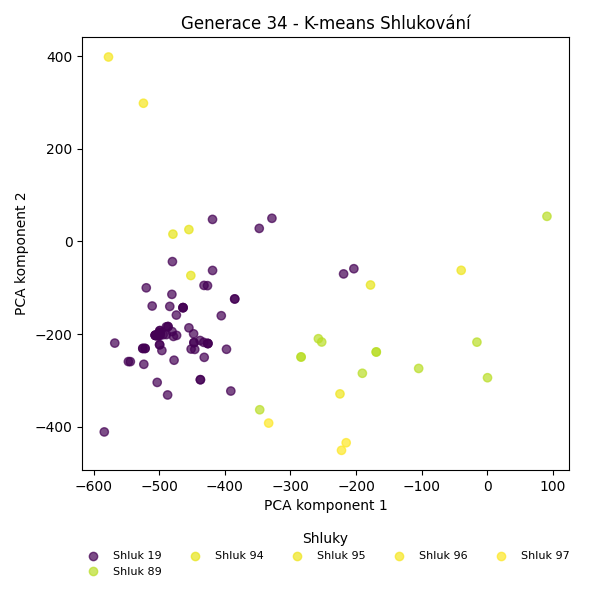 Generace 34 - K-means Shlukování
400
200
0
−200
−400
PCA komponent 2
−600 −500 −400 −300 −200 −100 0 100
PCA komponent 1
Shluky
Shluk 19 Shluk 94 Shluk 95 Shluk 96 Shluk 97
Shluk 89